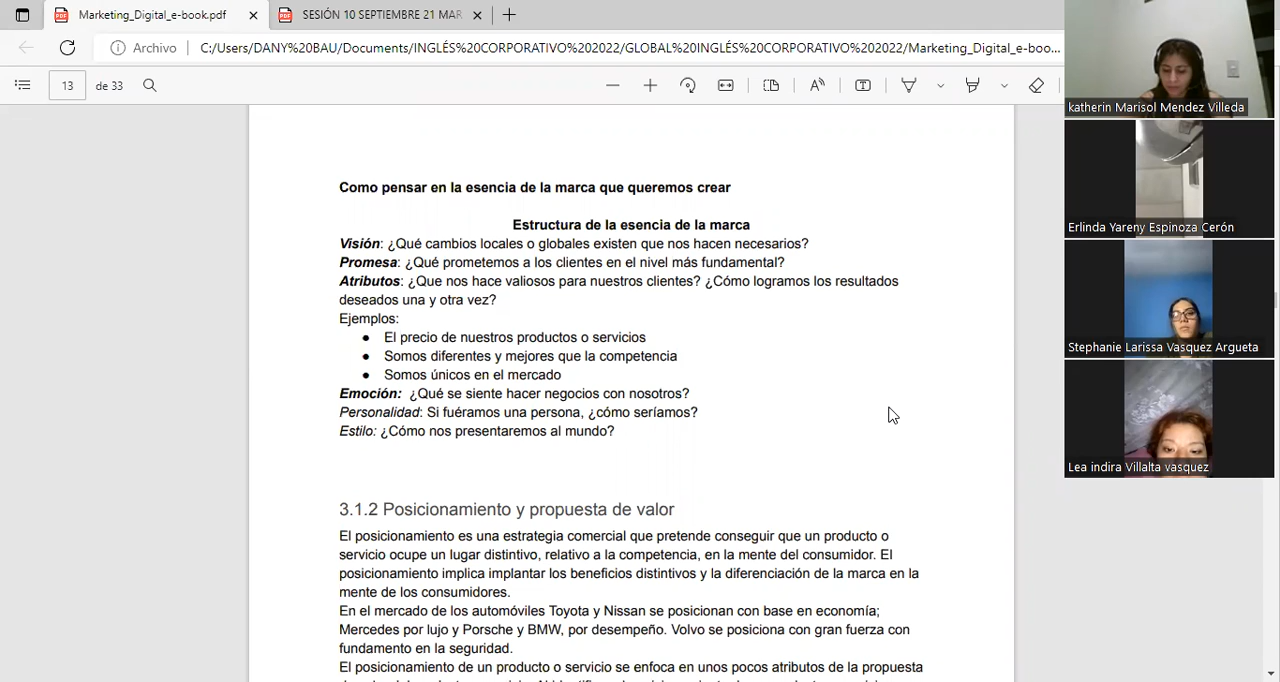 Marketing_Digital_e-book.pdf
SESIÓN 10 SEPTIEMBRE 21 MAR
Archivo
C:/Users/DANY%20BAU/Documents/INGLÉS%20CORPORATIVO%202022/GLOBAL%20INGLÉS%20CORPORATIVO%202022/Marketing_Digital_e-boo...
13 de 33
Como pensar en la esencia de la marca que queremos crear
Estructura de la esencia de la marca
Visión: ¿Qué cambios locales o globales existen que nos hacen necesarios?
Promesa: ¿Qué prometemos a los clientes en el nivel más fundamental?
Atributos: ¿Que nos hace valiosos para nuestros clientes? ¿Cómo logramos los resultados
deseados una y otra vez?
Ejemplos:
● El precio de nuestros productos o servicios
● Somos diferentes y mejores que la competencia
● Somos únicos en el mercado
Emoción: ¿Qué se siente hacer negocios con nosotros?
Personalidad: Si fuéramos una persona, ¿cómo seríamos?
Estilo: ¿Cómo nos presentaremos al mundo?
3.1.2 Posicionamiento y propuesta de valor
El posicionamiento es una estrategia comercial que pretende conseguir que un producto o
servicio ocupe un lugar distintivo, relativo a la competencia, en la mente del consumidor. El
posicionamiento implica implantar los beneficios distintivos y la diferenciación de la marca en la
mente de los consumidores.
En el mercado de los automóviles Toyota y Nissan se posicionan con base en economía;
Mercedes por lujo y Porsche y BMW, por desempeño. Volvo se posiciona con gran fuerza con
fundamento en la seguridad.
El posicionamiento de un producto o servicio se enfoca en unos pocos atributos de la propuesta
katherin Marisol Mendez Villeda
Erlinda Yareny Espinoza Cerón
Stephanie Larissa Vasquez Argueta
Lea indira Villalta vasquez